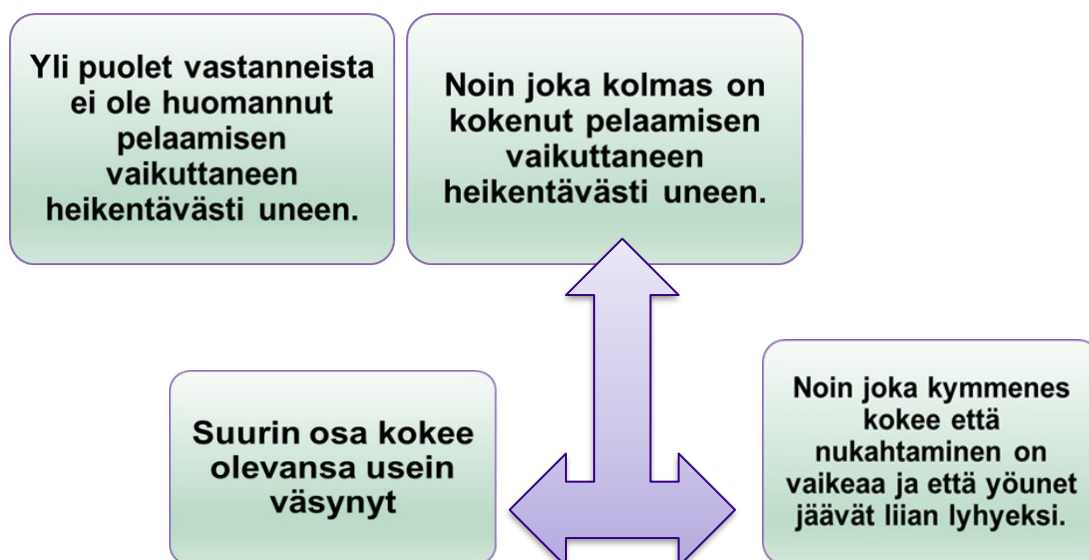 Yli puolet vastanneista
ei ole huomannut
pelaamisen
vaikuttaneen
heikentävästi uneen.
Noin joka kolmas on
kokenut pelaamisen
vaikuttaneen
heikentävästi uneen.
Suurin osa kokee
olevansa usein
väsynyt
Noin joka kymmenes
kokee että
nukahtaminen on
vaikeaa ja että yöunet
jäävät liian lyhyeksi.